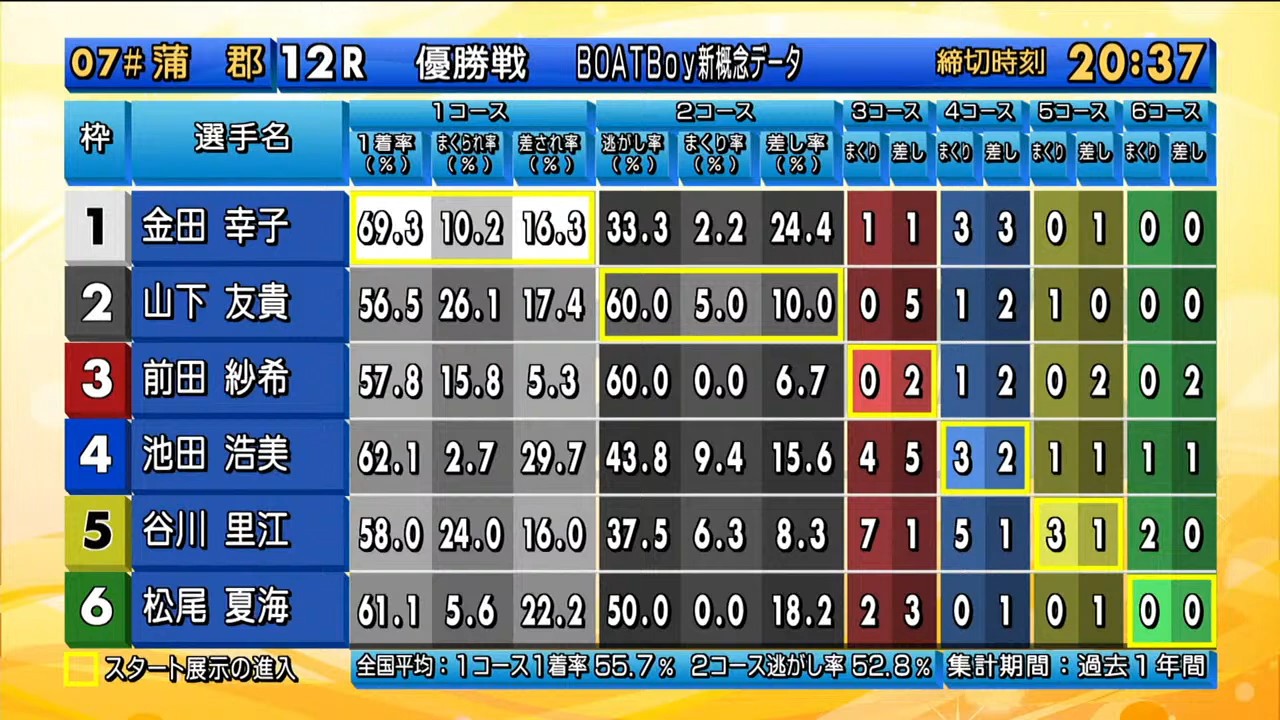 07# 蒲 郡 12R 優勝戦 BOATBoy新概念データ 締切時刻 20:37
枠 選手名 1コース 2コース 3コース 4コース 5コース 6コース
1着率(%) まくられ率(%) 差され率(%) 逃がし率(%) まくり率(%) 差し率(%) まくり 差し まくり 差し まくり 差し まくり 差し
1 金田 幸子 69.3 10.2 16.3 33.3 2.2 24.4 1 1 3 3 0 1 0 0
2 山下 友貴 56.5 26.1 17.4 60.0 5.0 10.0 0 5 1 2 1 0 0 0
3 前田 紗希 57.8 15.8 5.3 60.0 0.0 6.7 0 2 1 2 0 2 0 2
4 池田 浩美 62.1 2.7 29.7 43.8 9.4 15.6 4 5 3 2 1 1 1 1
5 谷川 里江 58.0 24.0 16.0 37.5 6.3 8.3 7 1 5 1 3 1 2 0
6 松尾 夏海 61.1 5.6 22.2 50.0 0.0 18.2 2 3 0 1 0 1 0 0
スタート展示の進入 全国平均:1コース1着率55.7% 2コース逃がし率52.8% 集計期間:過去1年間